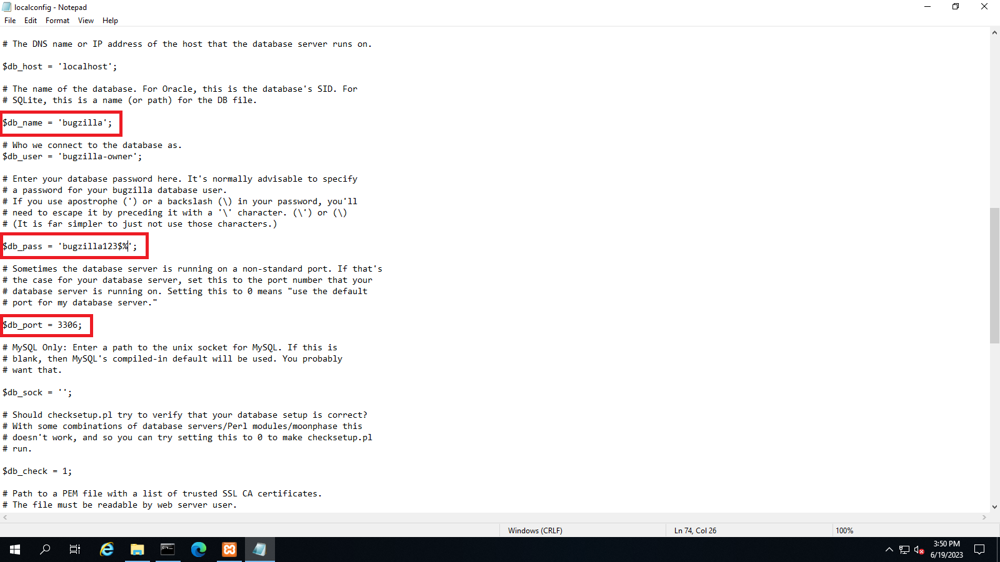 localconfig - Notepad
File Edit Format View Help
# The DNS name or IP address of the host that the database server runs on.
$db_host = 'localhost';
# The name of the database. For Oracle, this is the database's SID. For
# SQLite, this is a name (or path) for the DB file.
$db_name = 'bugzilla';
# Who we connect to the database as.
$db_user = 'bugzilla-owner';
# Enter your database password here. It's normally advisable to specify
# a password for your bugzilla database user.
# If you use apostrophe (') or a backslash (\) in your password, you'll
# need to escape it by preceding it with a '\' character. (\') or (\)
# (It is far simpler to just not use those characters.)
$db_pass = 'bugzilla123$%';
# Sometimes the database server is running on a non-standard port. If that's
# the case for your database server, set this to the port number that your
# database server is running on. Setting this to 0 means "use the default
# port for my database server."
$db_port = 3306;
# MySQL Only: Enter a path to the unix socket for MySQL. If this is
# blank, then MySQL's compiled-in default will be used. You probably
# want that.
$db_sock = '';
# Should checksetup.pl try to verify that your database setup is correct?
# With some combinations of database servers/Perl modules/moonphase this
# doesn't work, and so you can try setting this to 0 to make checksetup.pl
# run.
$db_check = 1;
# Path to a PEM file with a list of trusted SSL CA certificates.
# The file must be readable by web server user.
Windows (CRLF) Ln 74, Col 26 100%
3:50 PM
6/19/2023